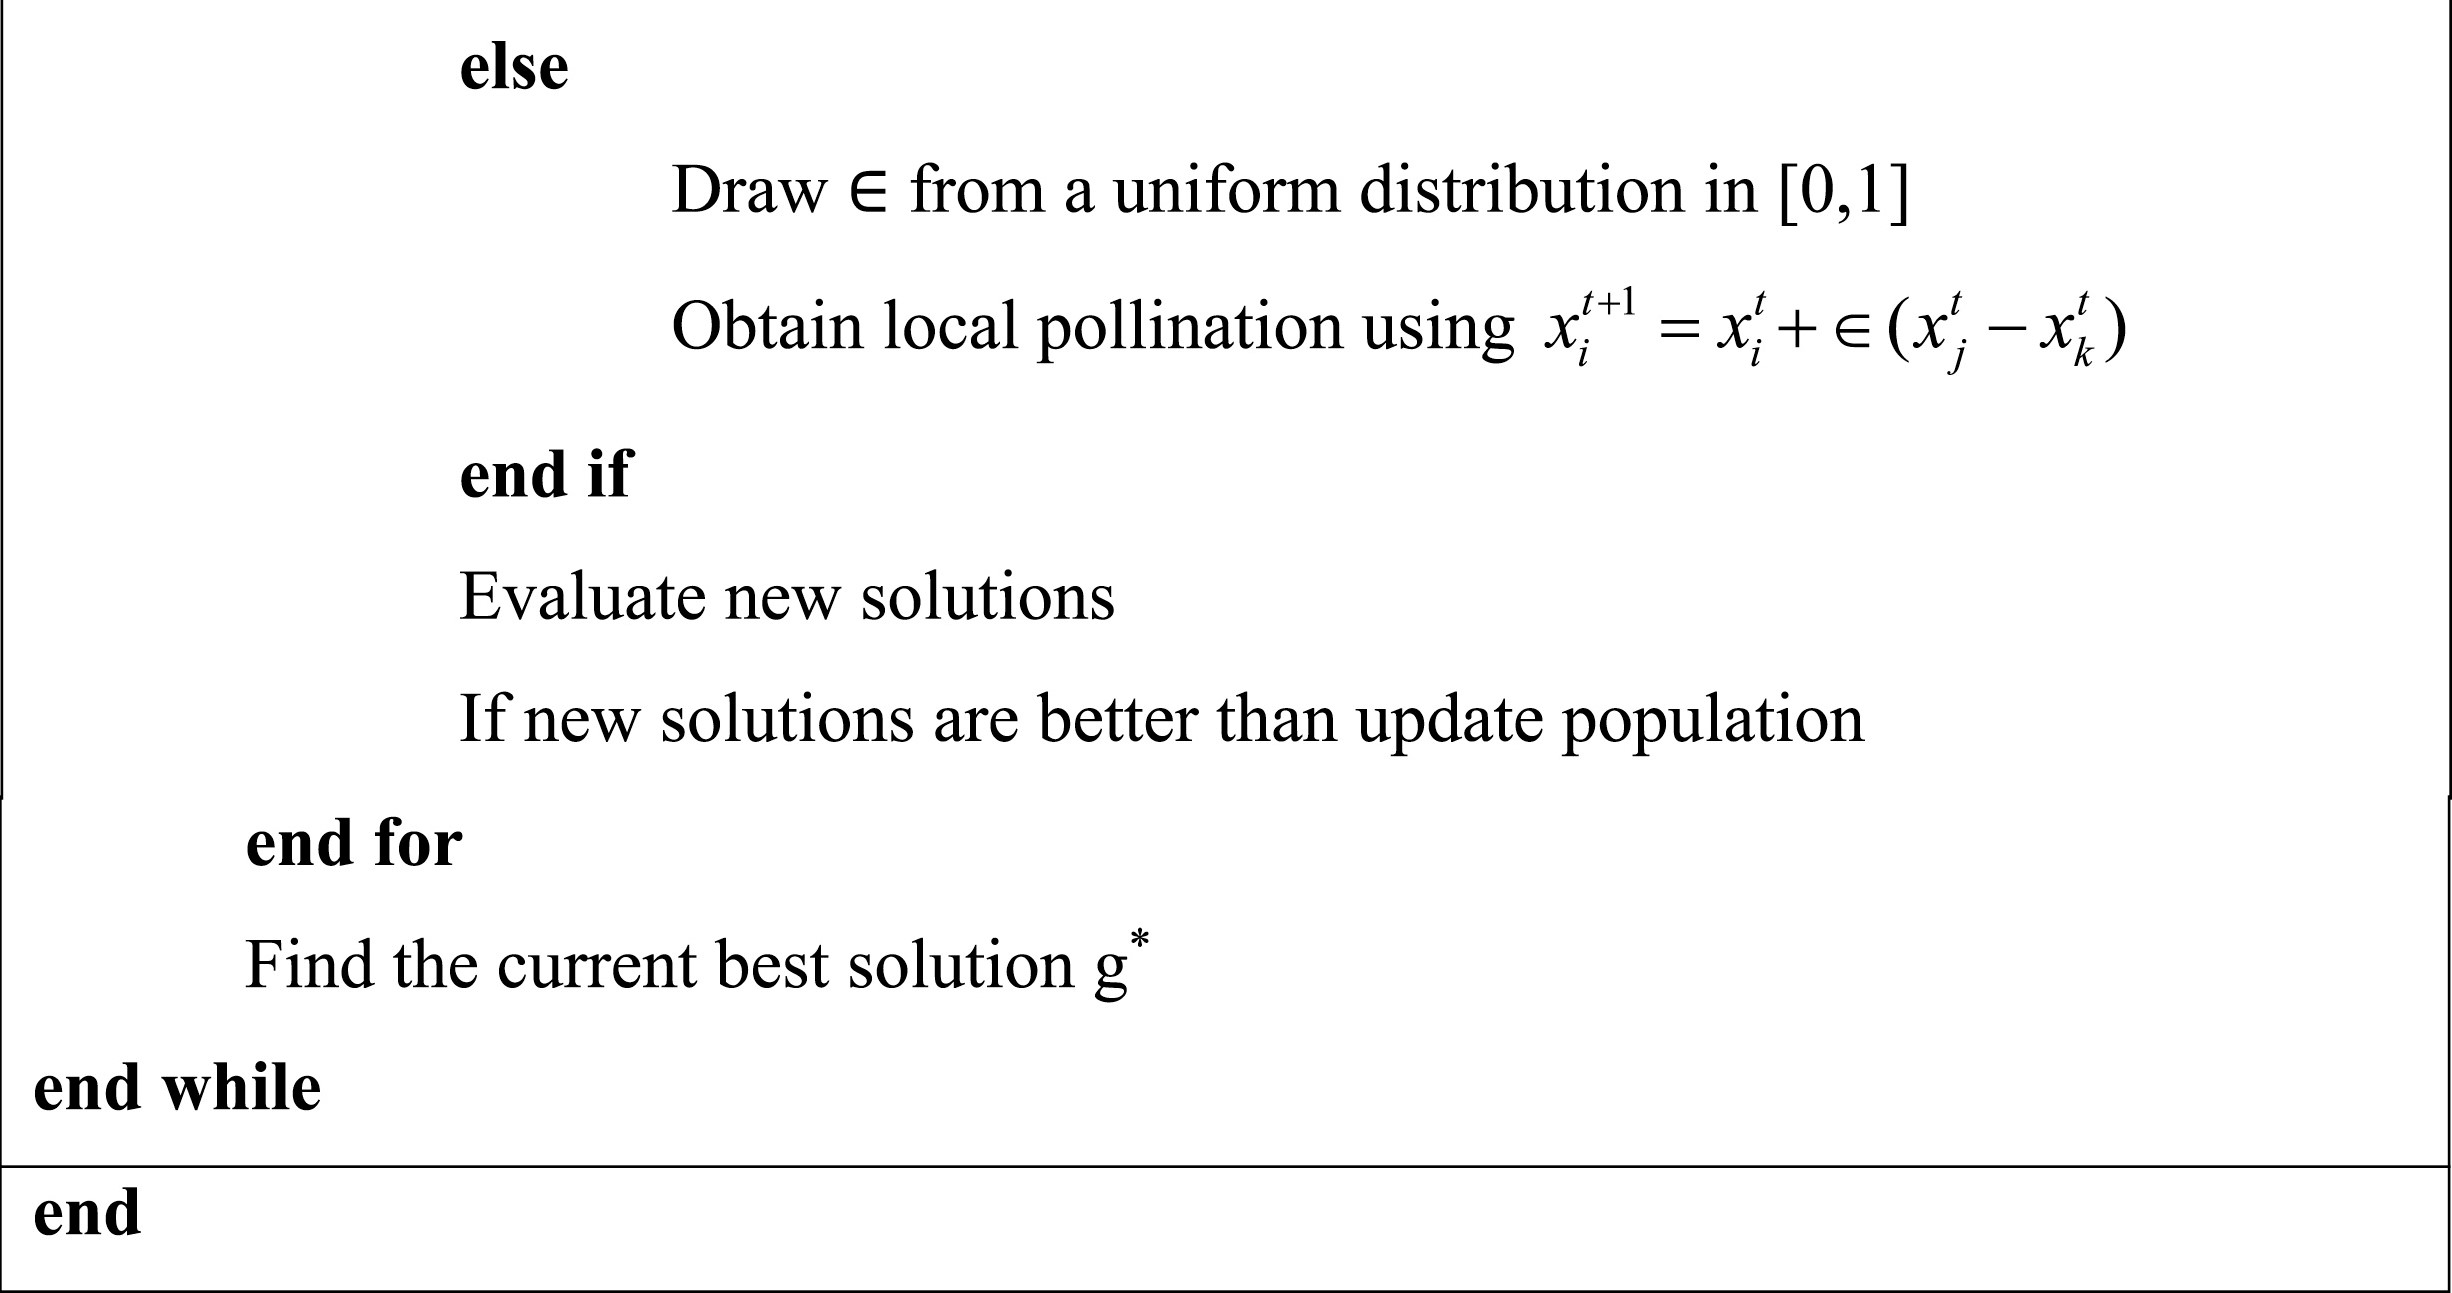 else
Draw ∈ from a uniform distribution in [0,1]
Obtain local pollination using $x_i^{t+1} = x_i^t + \in (x_j^t - x_k^t)$
end if
Evaluate new solutions
If new solutions are better than update population
end for
Find the current best solution g*
end while
end